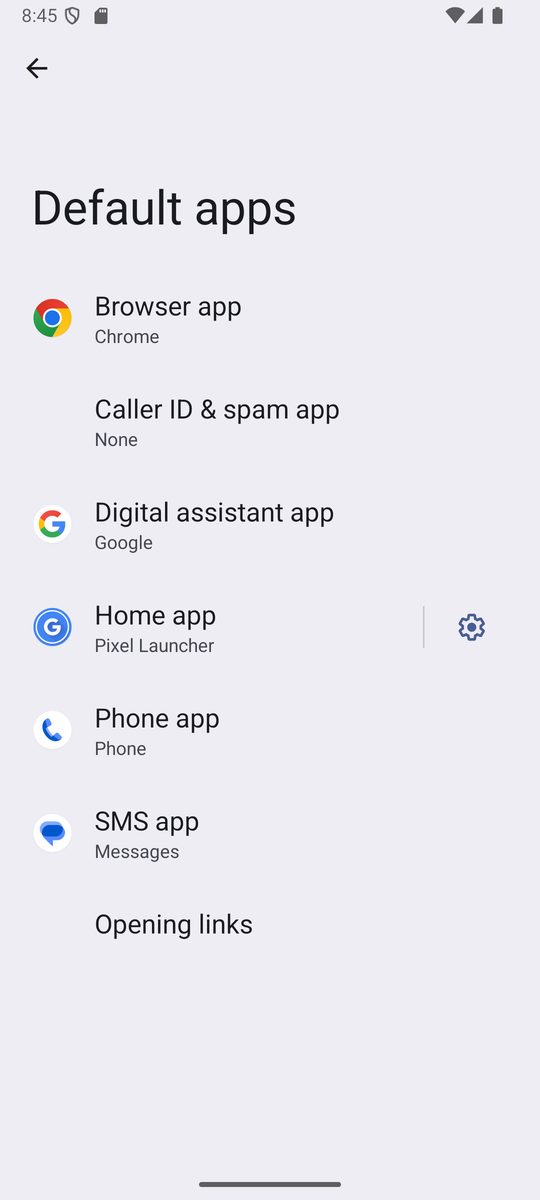 8:45
Default apps
Browser app
Chrome
Caller ID & spam app
None
Digital assistant app
Google
Home app
Pixel Launcher
Phone app
Phone
SMS app
Messages
Opening links